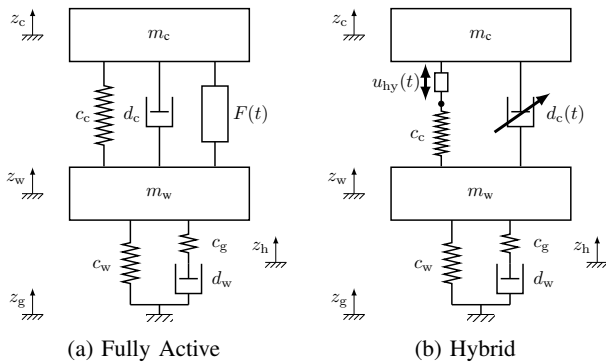 z_c
m_c
c_c
d_c
F(t)
z_w
m_w
c_w
c_g
d_w
z_h
z_g
(a) Fully Active
z_c
m_c
u_hy(t)
c_c
d_c(t)
z_w
m_w
c_w
c_g
d_w
z_h
z_g
(b) Hybrid